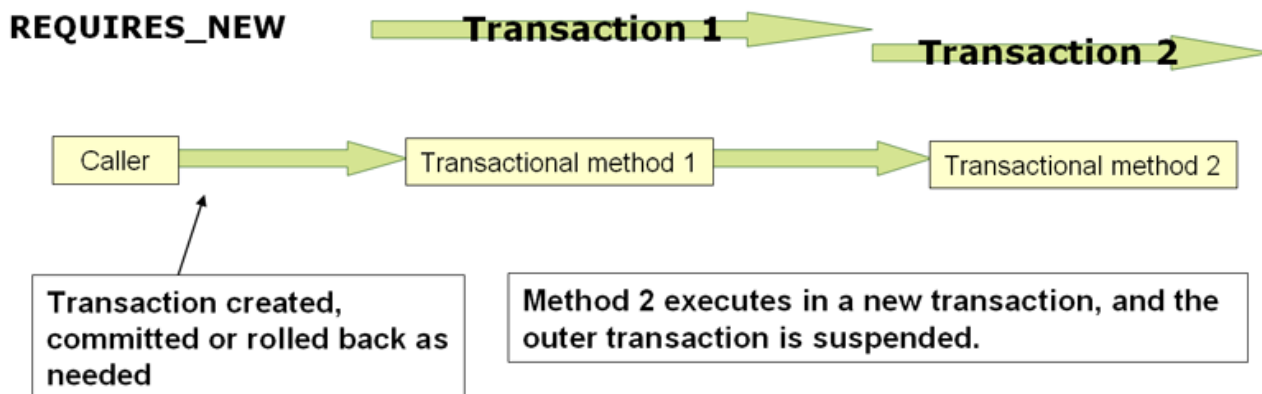 REQUIRES_NEW
Transaction 1
Transaction 2
Caller
Transactional method 1
Transactional method 2
Transaction created,
committed or rolled back as
needed
Method 2 executes in a new transaction, and the
outer transaction is suspended.